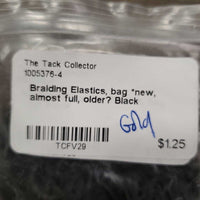 The Tack Collector
1005376-4
Braiding Elastics, bag *new,
almost full, older? Black
Gold
TCFV29
$1.25